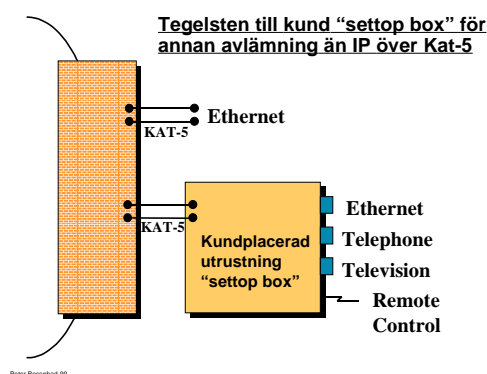 Tegelsten till kund “settop box” för
annan avlämning än IP över Kat-5
Ethernet
KAT-5
KAT-5
Kundplacerad
utrustning
“settop box”
Ethernet
Telephone
Television
Remote
Control